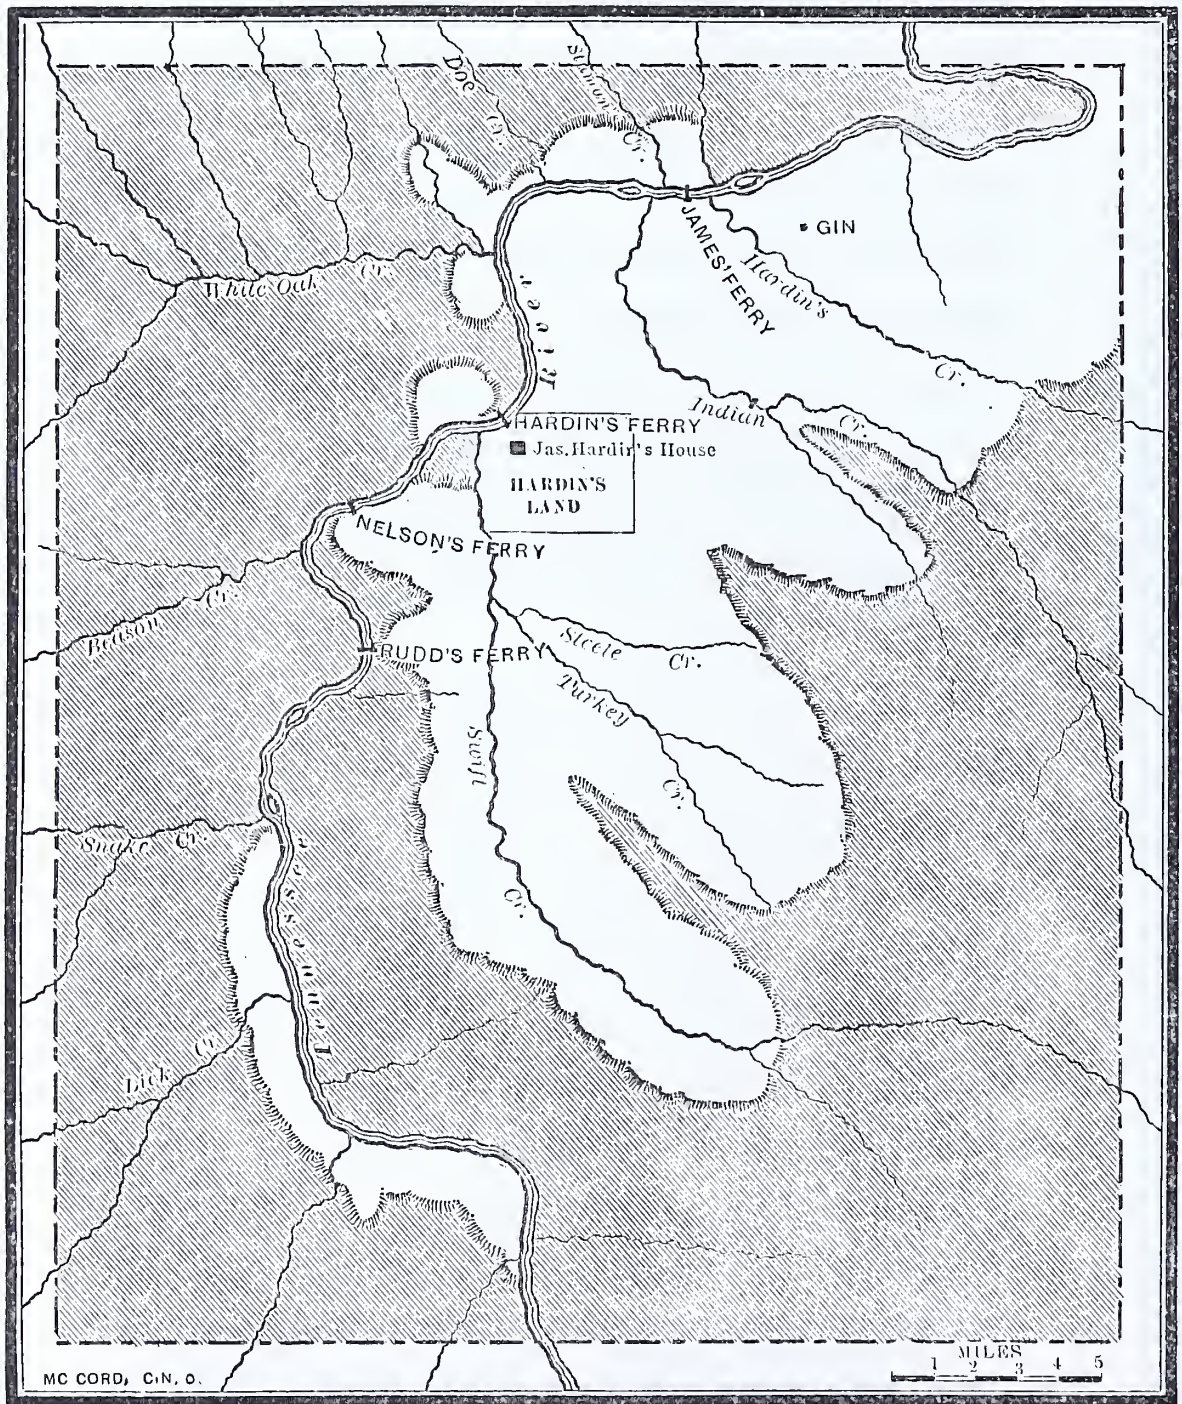 Doe Cr.
Stimon Cr.
GIN
JAMES' FERRY
Hardin's Cr.
White Oak Cr.
River
Indian Cr.
HARDIN'S FERRY
Jas. Hardin's House
HARDIN'S
LAND
NELSON'S FERRY
Beason Cr.
RUDD'S FERRY
Steele Cr.
Turkey Cr.
Swift Cr.
Snake Cr.
Tennessee
Dick Cr.
MILES
1 2 3 4 5
MC CORD, CIN, O.